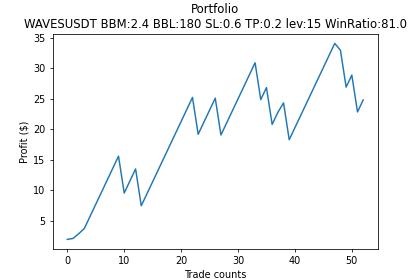 Portfolio
WAVESUSDT BBM:2.4 BBL:180 SL:0.6 TP:0.2 lev:15 WinRatio:81.0
35
30
25
20
15
10
5
Profit ($)
0 10 20 30 40 50
Trade counts